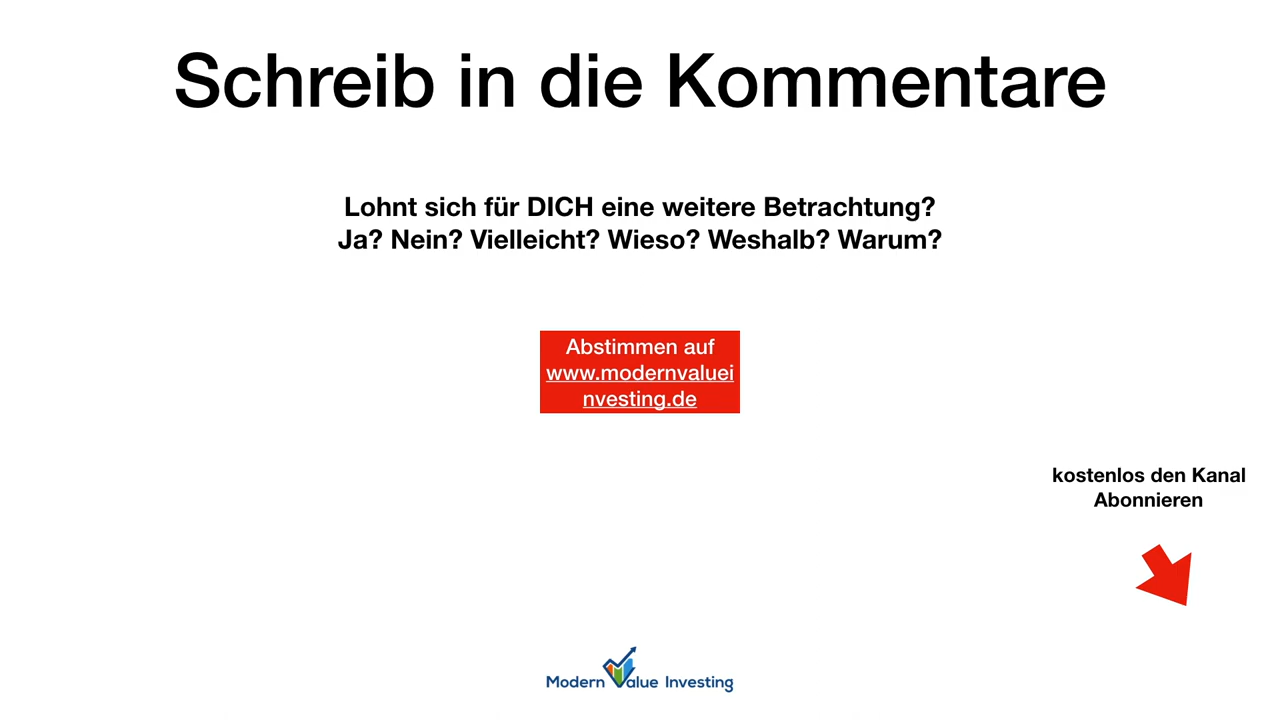 Schreib in die Kommentare
Lohnt sich für DICH eine weitere Betrachtung?
Ja? Nein? Vielleicht? Wieso? Weshalb? Warum?
Abstimmen auf
www.modernvaluei
nvesting.de
kostenlos den Kanal
Abonnieren
Modern Value Investing